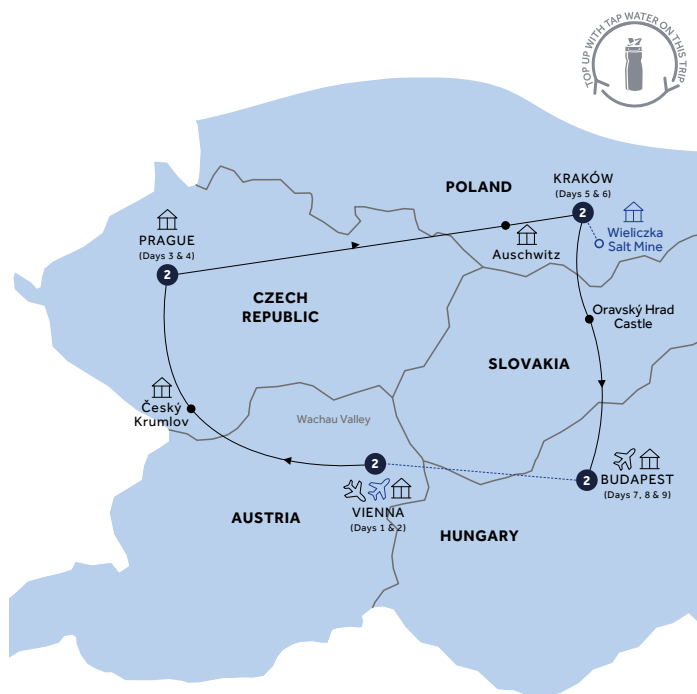 TOP UP WITH TAP WATER ON THIS TRIP
POLAND
KRAKÓW
(Days 5 & 6)
2
Wieliczka
Salt Mine
Auschwitz
PRAGUE
(Days 3 & 4)
2
CZECH
REPUBLIC
Oravský Hrad
Castle
SLOVAKIA
Český
Krumlov
Wachau Valley
2
VIENNA
(Days 1 & 2)
2
BUDAPEST
(Days 7, 8 & 9)
AUSTRIA
HUNGARY